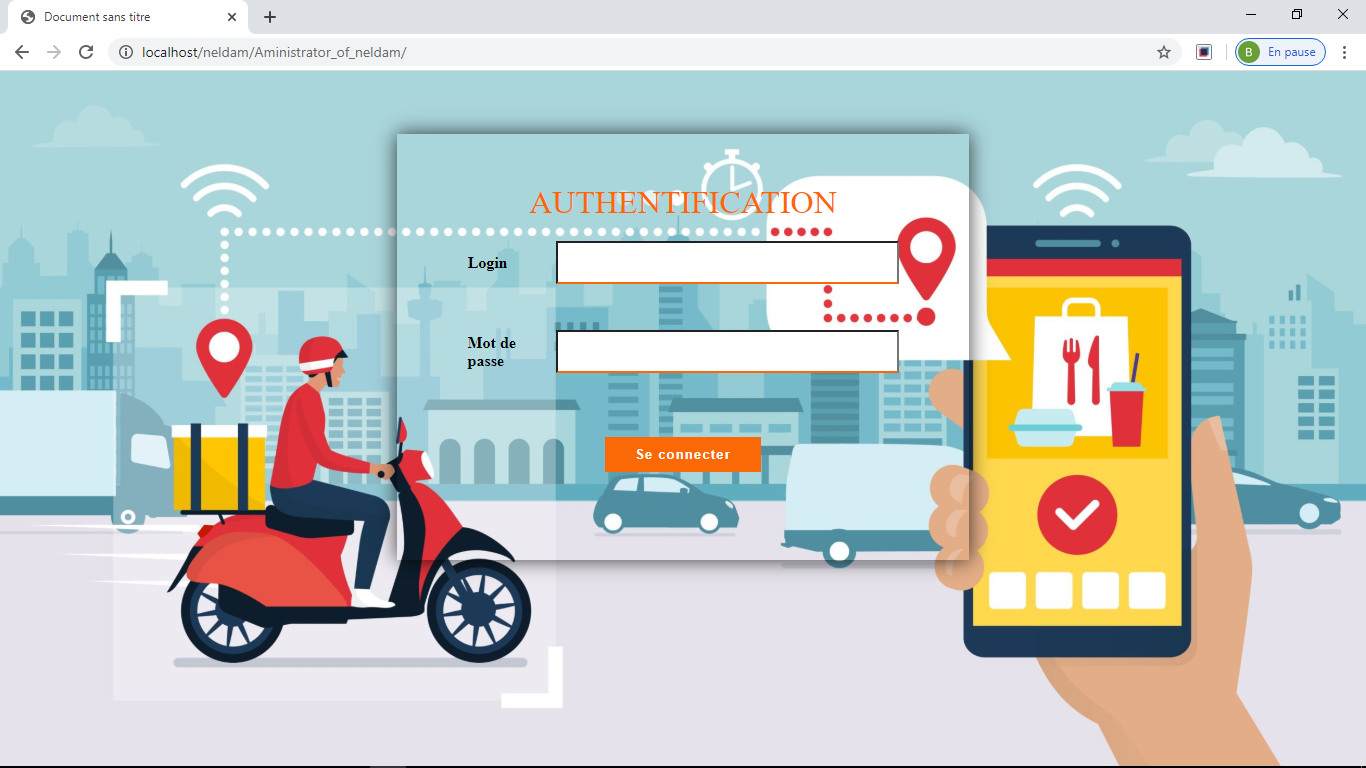 Document sans titre
localhost/neldam/Aministrator_of_neldam/
B En pause
AUTHENTIFICATION
Login
Mot de
passe
Se connecter